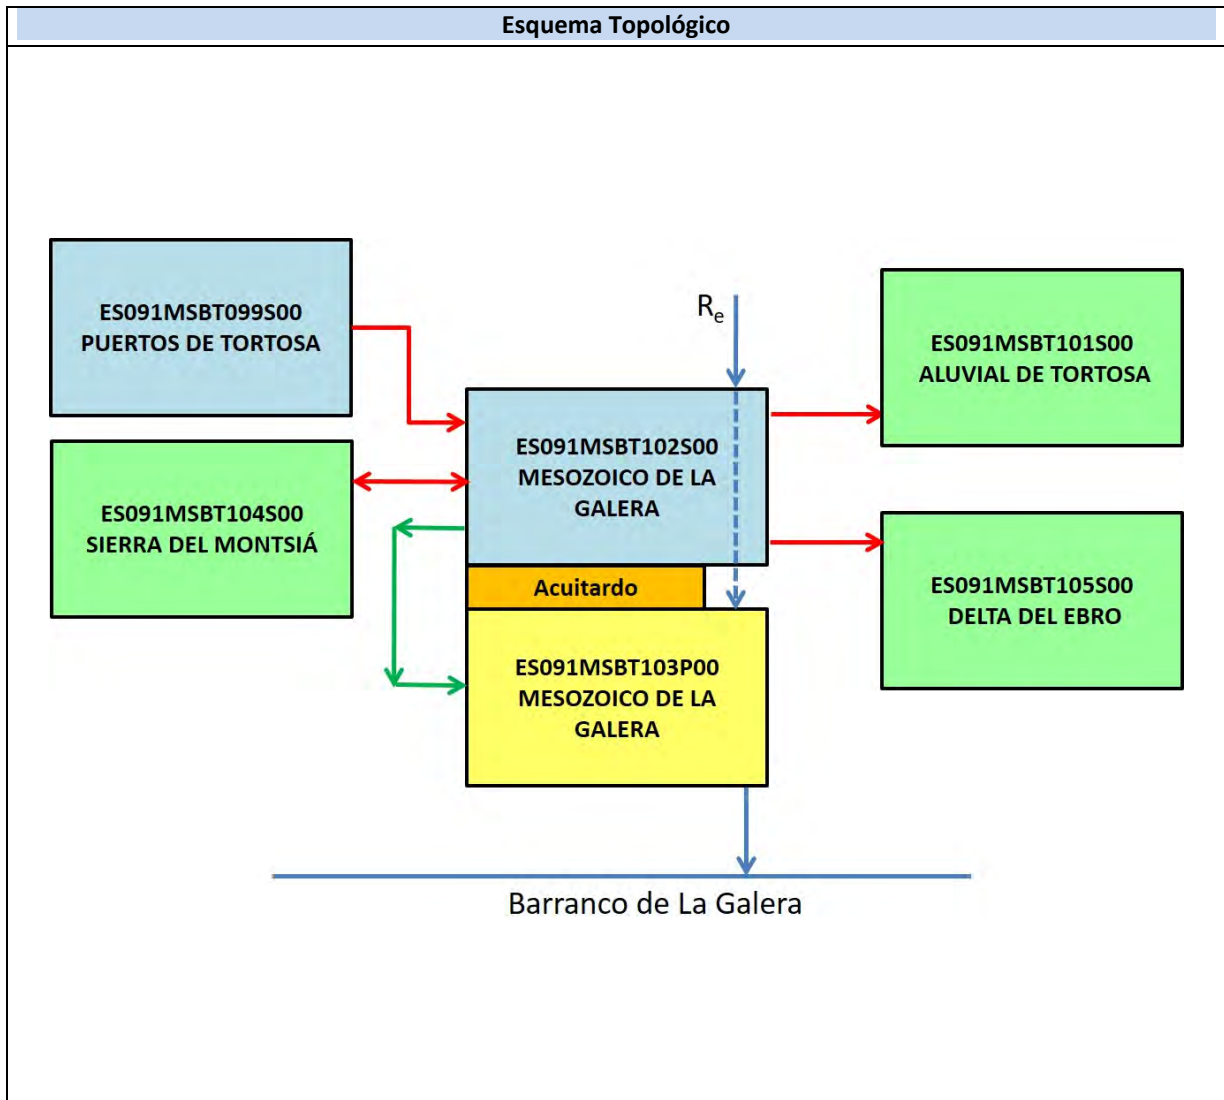 Esquema Topológico
ES091MSBT099S00
PUERTOS DE TORTOSA
ES091MSBT104S00
SIERRA DEL MONTSIÁ
Re
ES091MSBT102S00
MESOZOICO DE LA
GALERA
Acuitardo
ES091MSBT103P00
MESOZOICO DE LA
GALERA
ES091MSBT101S00
ALUVIAL DE TORTOSA
ES091MSBT105S00
DELTA DEL EBRO
Barranco de La Galera